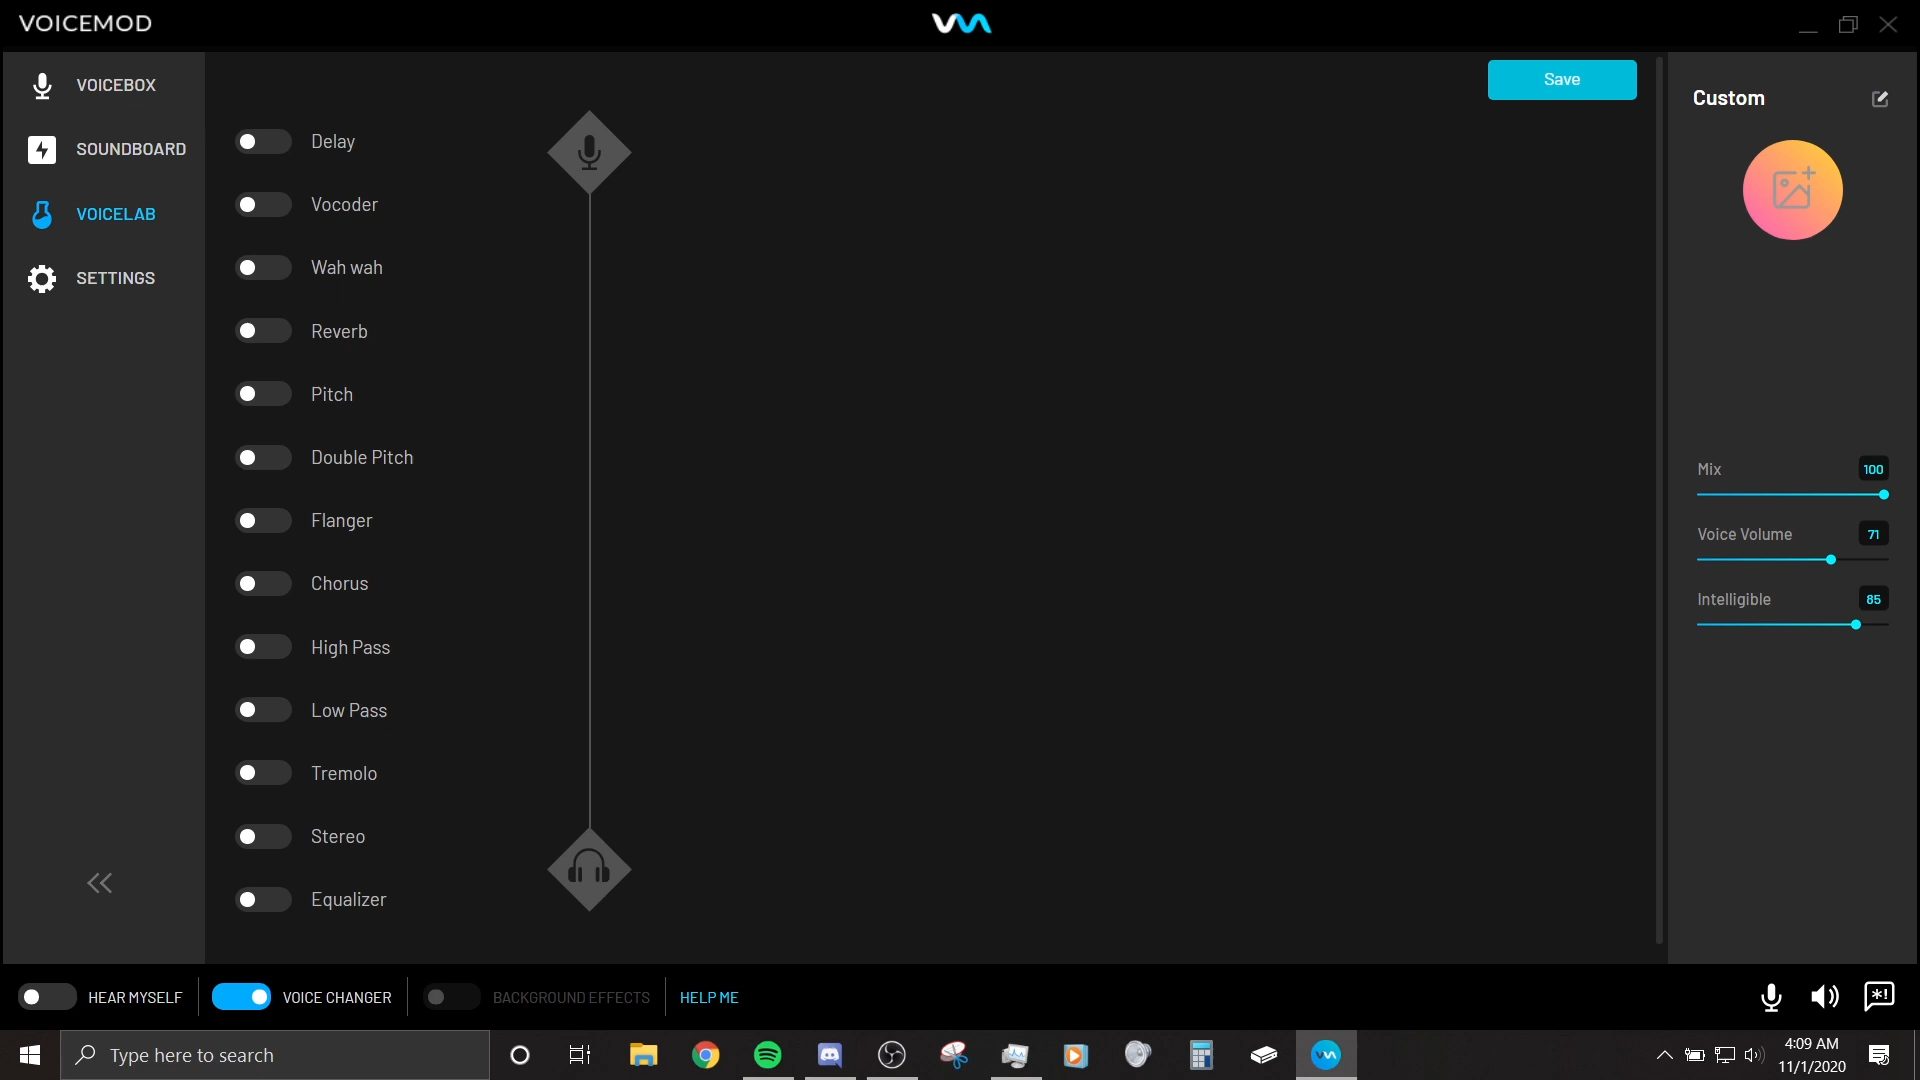 VOICEMOD
VOICEBOX
SOUNDBOARD
VOICELAB
SETTINGS
Save
Delay
Vocoder
Wah wah
Reverb
Pitch
Double Pitch
Flanger
Chorus
High Pass
Low Pass
Tremolo
Stereo
Equalizer
Custom
Mix 100
Voice Volume 71
Intelligible 85
HEAR MYSELF VOICE CHANGER BACKGROUND EFFECTS HELP ME
Type here to search
4:09 AM
11/1/2020